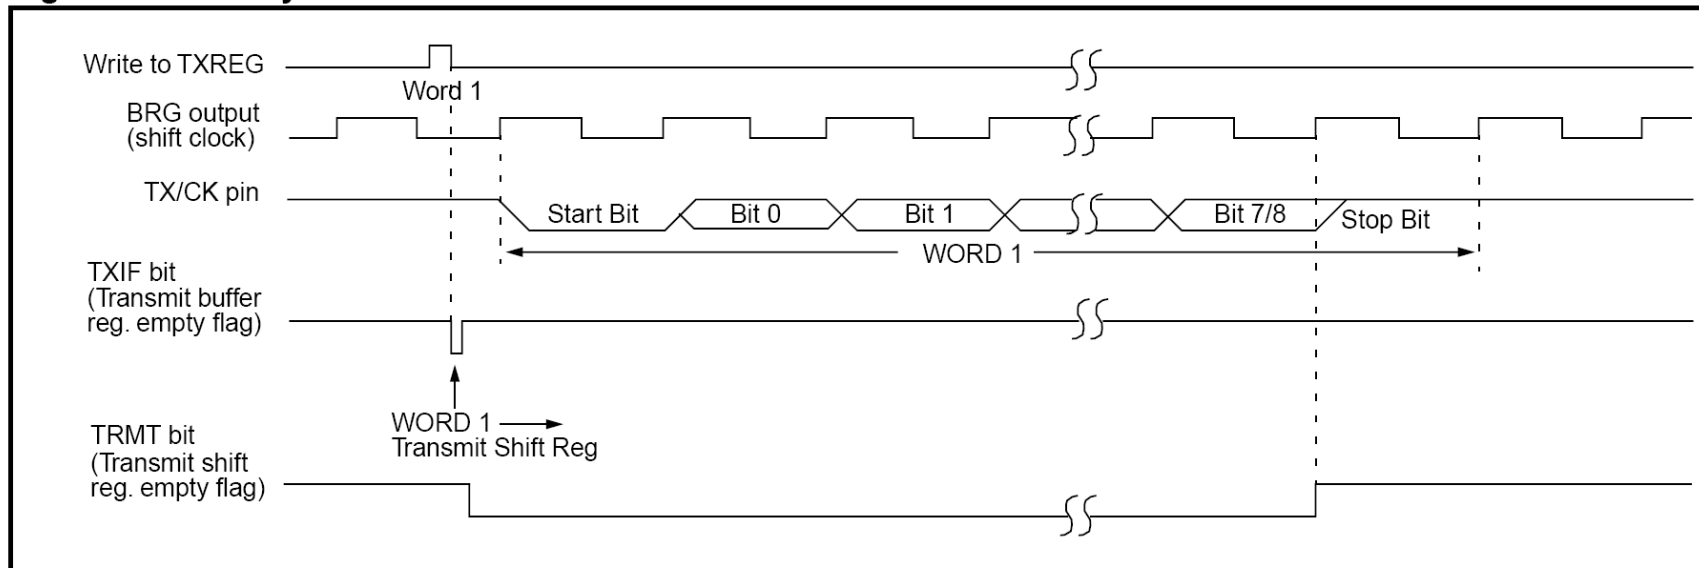 Write to TXREG
Word 1
BRG output
(shift clock)
TX/CK pin
Start Bit
Bit 0
Bit 1
Bit 7/8
Stop Bit
WORD 1
TXIF bit
(Transmit buffer
reg. empty flag)
WORD 1
Transmit Shift Reg
TRMT bit
(Transmit shift
reg. empty flag)